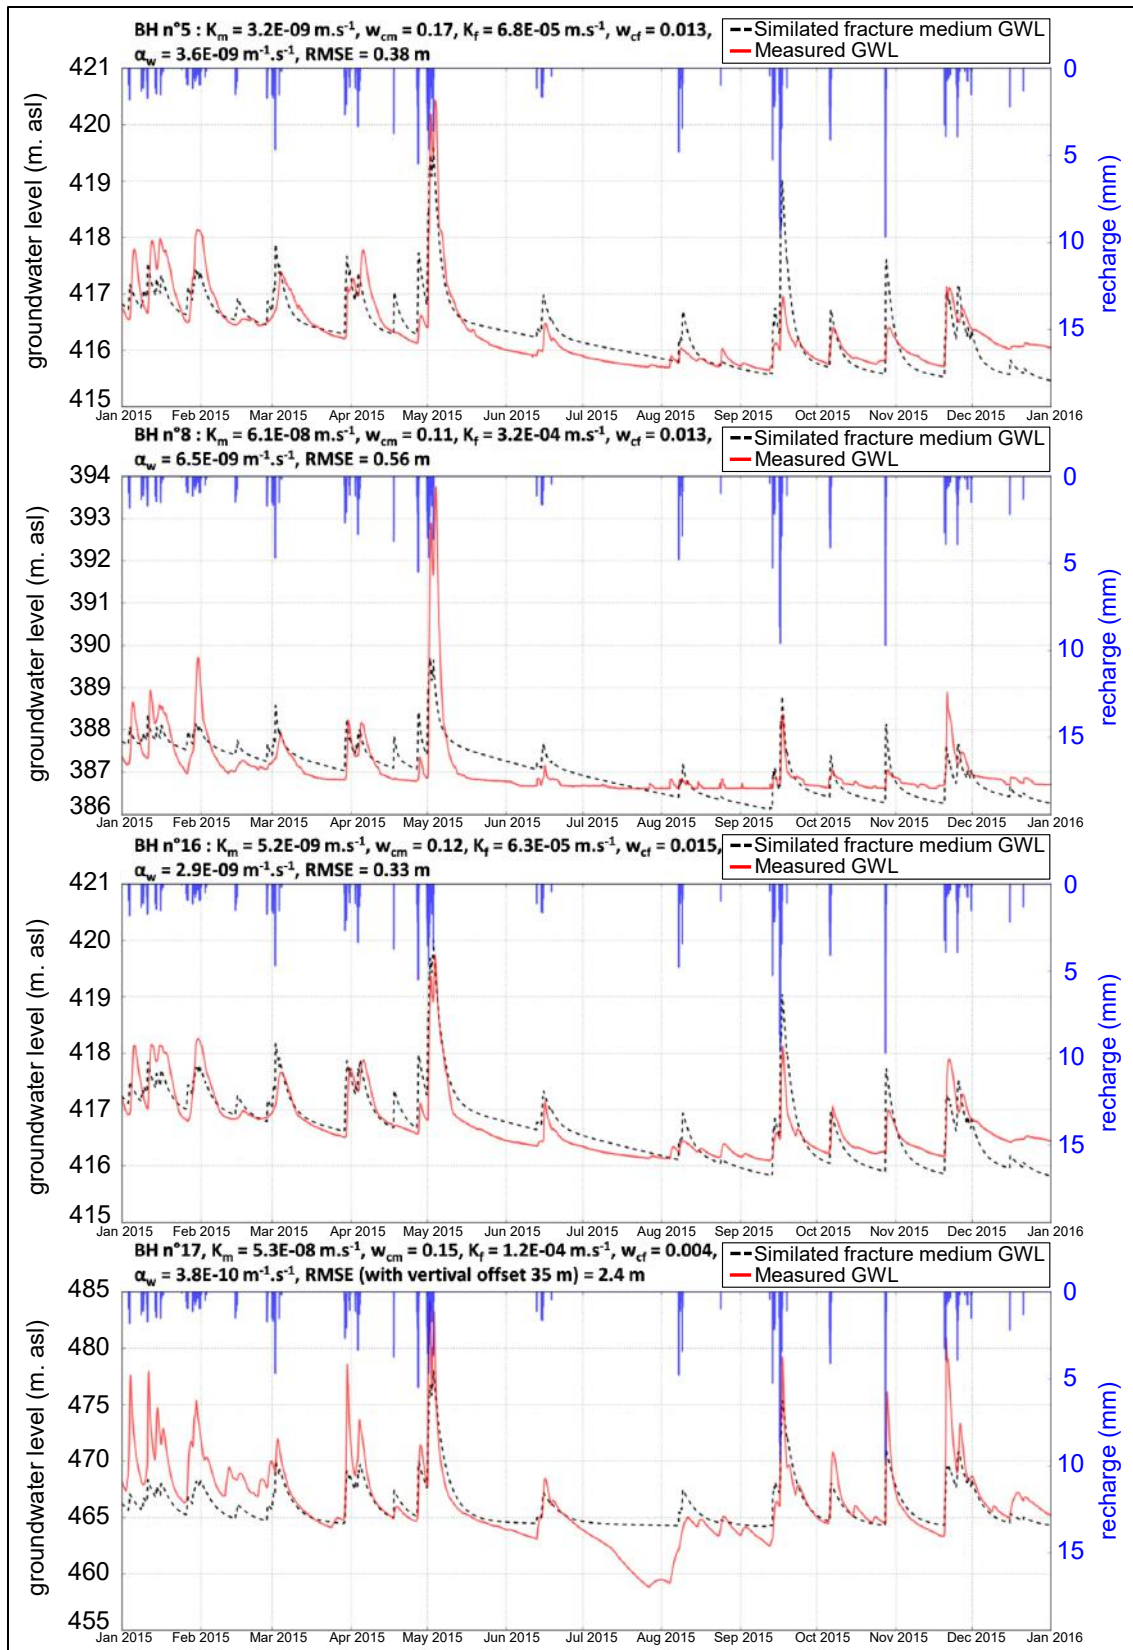 BH n°5 : Km = 3.2E-09 m.s-1, wcm = 0.17, Kf = 6.8E-05 m.s-1, wcf = 0.013,
αw = 3.6E-09 m-1.s-1, RMSE = 0.38 m
Similated fracture medium GWL
Measured GWL
groundwater level (m. asl)
421
420
419
418
417
416
415
0
5
10
15
recharge (mm)
Jan 2015 Feb 2015 Mar 2015 Apr 2015 May 2015 Jun 2015 Jul 2015 Aug 2015 Sep 2015 Oct 2015 Nov 2015 Dec 2015 Jan 2016
BH n°8 : Km = 6.1E-08 m.s-1, wcm = 0.11, Kf = 3.2E-04 m.s-1, wcf = 0.013,
αw = 6.5E-09 m-1.s-1, RMSE = 0.56 m
Similated fracture medium GWL
Measured GWL
groundwater level (m. asl)
394
393
392
391
390
389
388
387
386
0
5
10
15
recharge (mm)
Jan 2015 Feb 2015 Mar 2015 Apr 2015 May 2015 Jun 2015 Jul 2015 Aug 2015 Sep 2015 Oct 2015 Nov 2015 Dec 2015 Jan 2016
BH n°16 : Km = 5.2E-09 m.s-1, wcm = 0.12, Kf = 6.3E-05 m.s-1, wcf = 0.015,
αw = 2.9E-09 m-1.s-1, RMSE = 0.33 m
Similated fracture medium GWL
Measured GWL
groundwater level (m. asl)
421
420
419
418
417
416
415
0
5
10
15
recharge (mm)
Jan 2015 Feb 2015 Mar 2015 Apr 2015 May 2015 Jun 2015 Jul 2015 Aug 2015 Sep 2015 Oct 2015 Nov 2015 Dec 2015 Jan 2016
BH n°17, Km = 5.3E-08 m.s-1, wcm = 0.15, Kf = 1.2E-04 m.s-1, wcf = 0.004,
αw = 3.8E-10 m-1.s-1, RMSE (with vertival offset 35 m) = 2.4 m
Similated fracture medium GWL
Measured GWL
groundwater level (m. asl)
485
480
475
470
465
460
455
0
5
10
15
recharge (mm)
Jan 2015 Feb 2015 Mar 2015 Apr 2015 May 2015 Jun 2015 Jul 2015 Aug 2015 Sep 2015 Oct 2015 Nov 2015 Dec 2015 Jan 2016